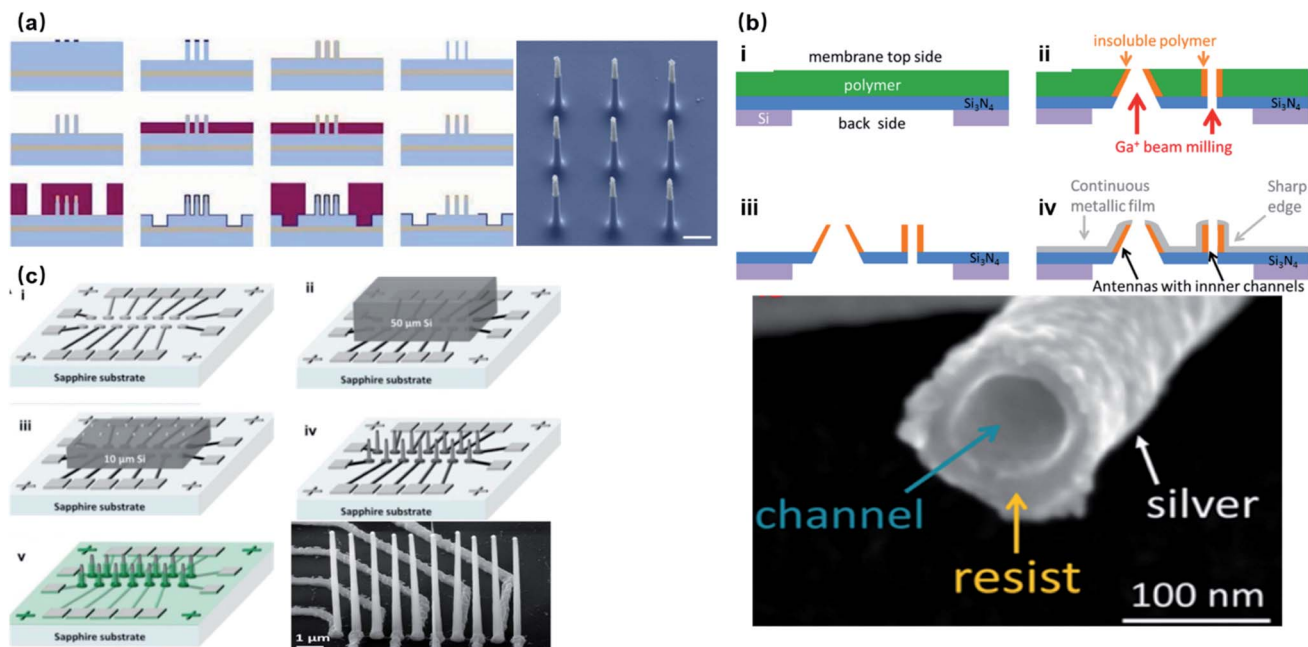 (a)
(b)
i
membrane top side
polymer
Si₃N₄
Si
back side
ii
insoluble polymer
Si₃N₄
Ga⁺ beam milling
iii
iv
Continuous
metallic film
Sharp
edge
Si₃N₄
Antennas with innner channels
channel
resist
silver
100 nm
(c)
A
i
Sapphire substrate
ii
50 µm Si
Sapphire substrate
iii
10 µm Si
Sapphire substrate
iv
Sapphire substrate
v
Sapphire substrate
1 µm